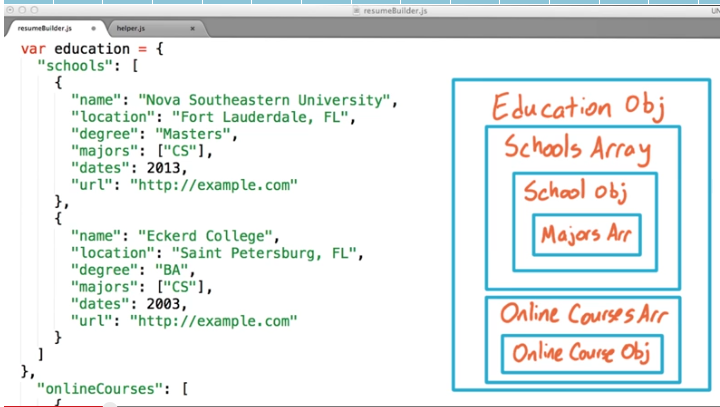 resumeBuilder.js
UN
resumeBuilder.js
helper.js
var education = {
"schools": [
{
"name": "Nova Southeastern University",
"location": "Fort Lauderdale, FL",
"degree": "Masters",
"majors": ["CS"],
"dates": 2013,
"url": "http://example.com"
},
{
"name": "Eckerd College",
"location": "Saint Petersburg, FL",
"degree": "BA",
"majors": ["CS"],
"dates": 2003,
"url": "http://example.com"
}
]
},
"onlineCourses": [
{
Education Obj
Schools Array
School Obj
Majors Arr
Online Courses Arr
Online Course Obj